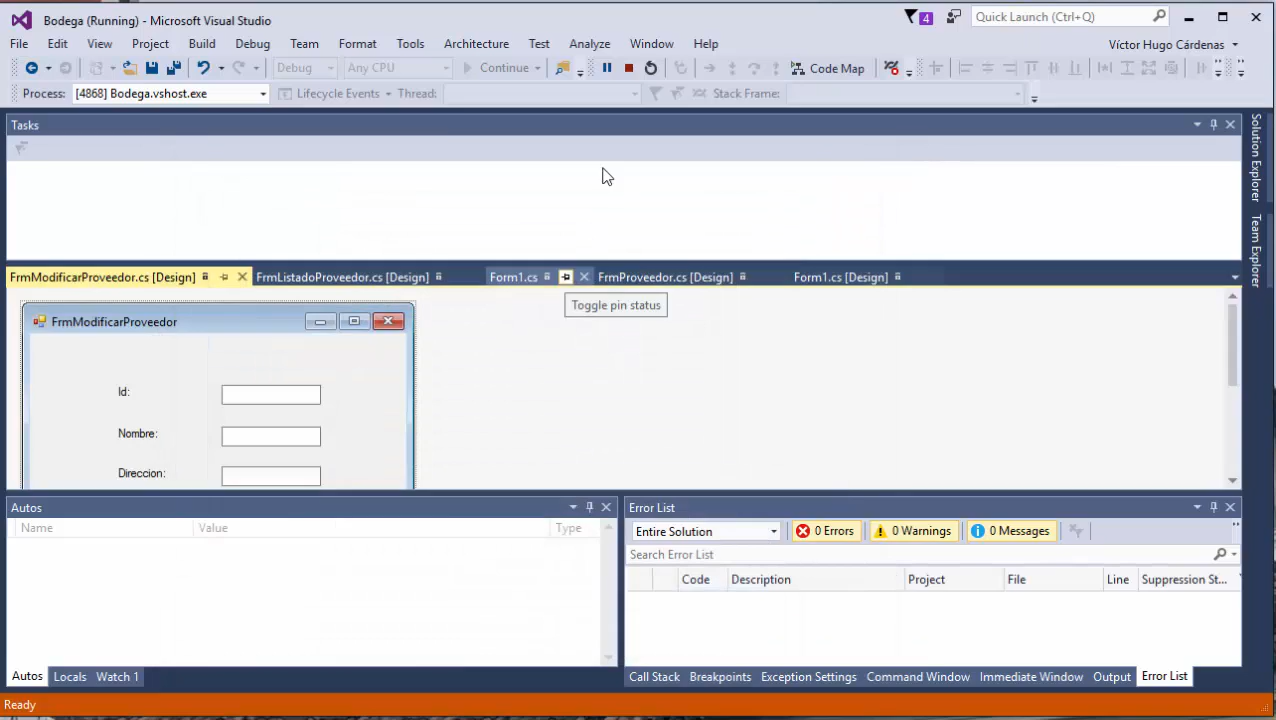 Bodega (Running) - Microsoft Visual Studio
4
Quick Launch (Ctrl+Q)
File Edit View Project Build Debug Team Format Tools Architecture Test Analyze Window Help Víctor Hugo Cárdenas
Debug Any CPU Continue Code Map
Process: [4868] Bodega.vshost.exe Lifecycle Events Thread: Stack Frame:
Tasks
Solution Explorer
Team Explorer
FrmModificarProveedor.cs [Design] FrmListadoProveedor.cs [Design] Form1.cs FrmProveedor.cs [Design] Form1.cs [Design]
Toggle pin status
FrmModificarProveedor
Id:
Nombre:
Direccion:
Autos
Name Value Type
Error List
Entire Solution 0 Errors 0 Warnings 0 Messages
Search Error List
Code Description Project File Line Suppression St...
Autos Locals Watch 1
Call Stack Breakpoints Exception Settings Command Window Immediate Window Output Error List
Ready